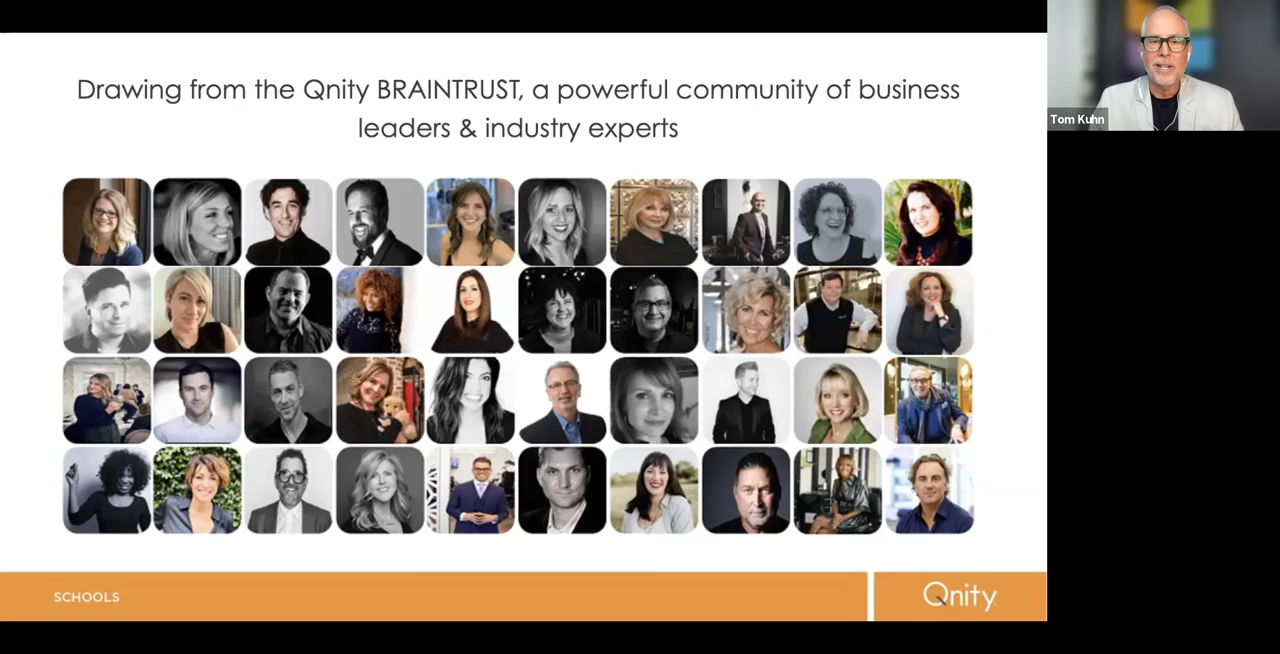 Drawing from the Qnity BRAINTRUST, a powerful community of business
leaders & industry experts
Tom Kuhn
SCHOOLS
Qnity